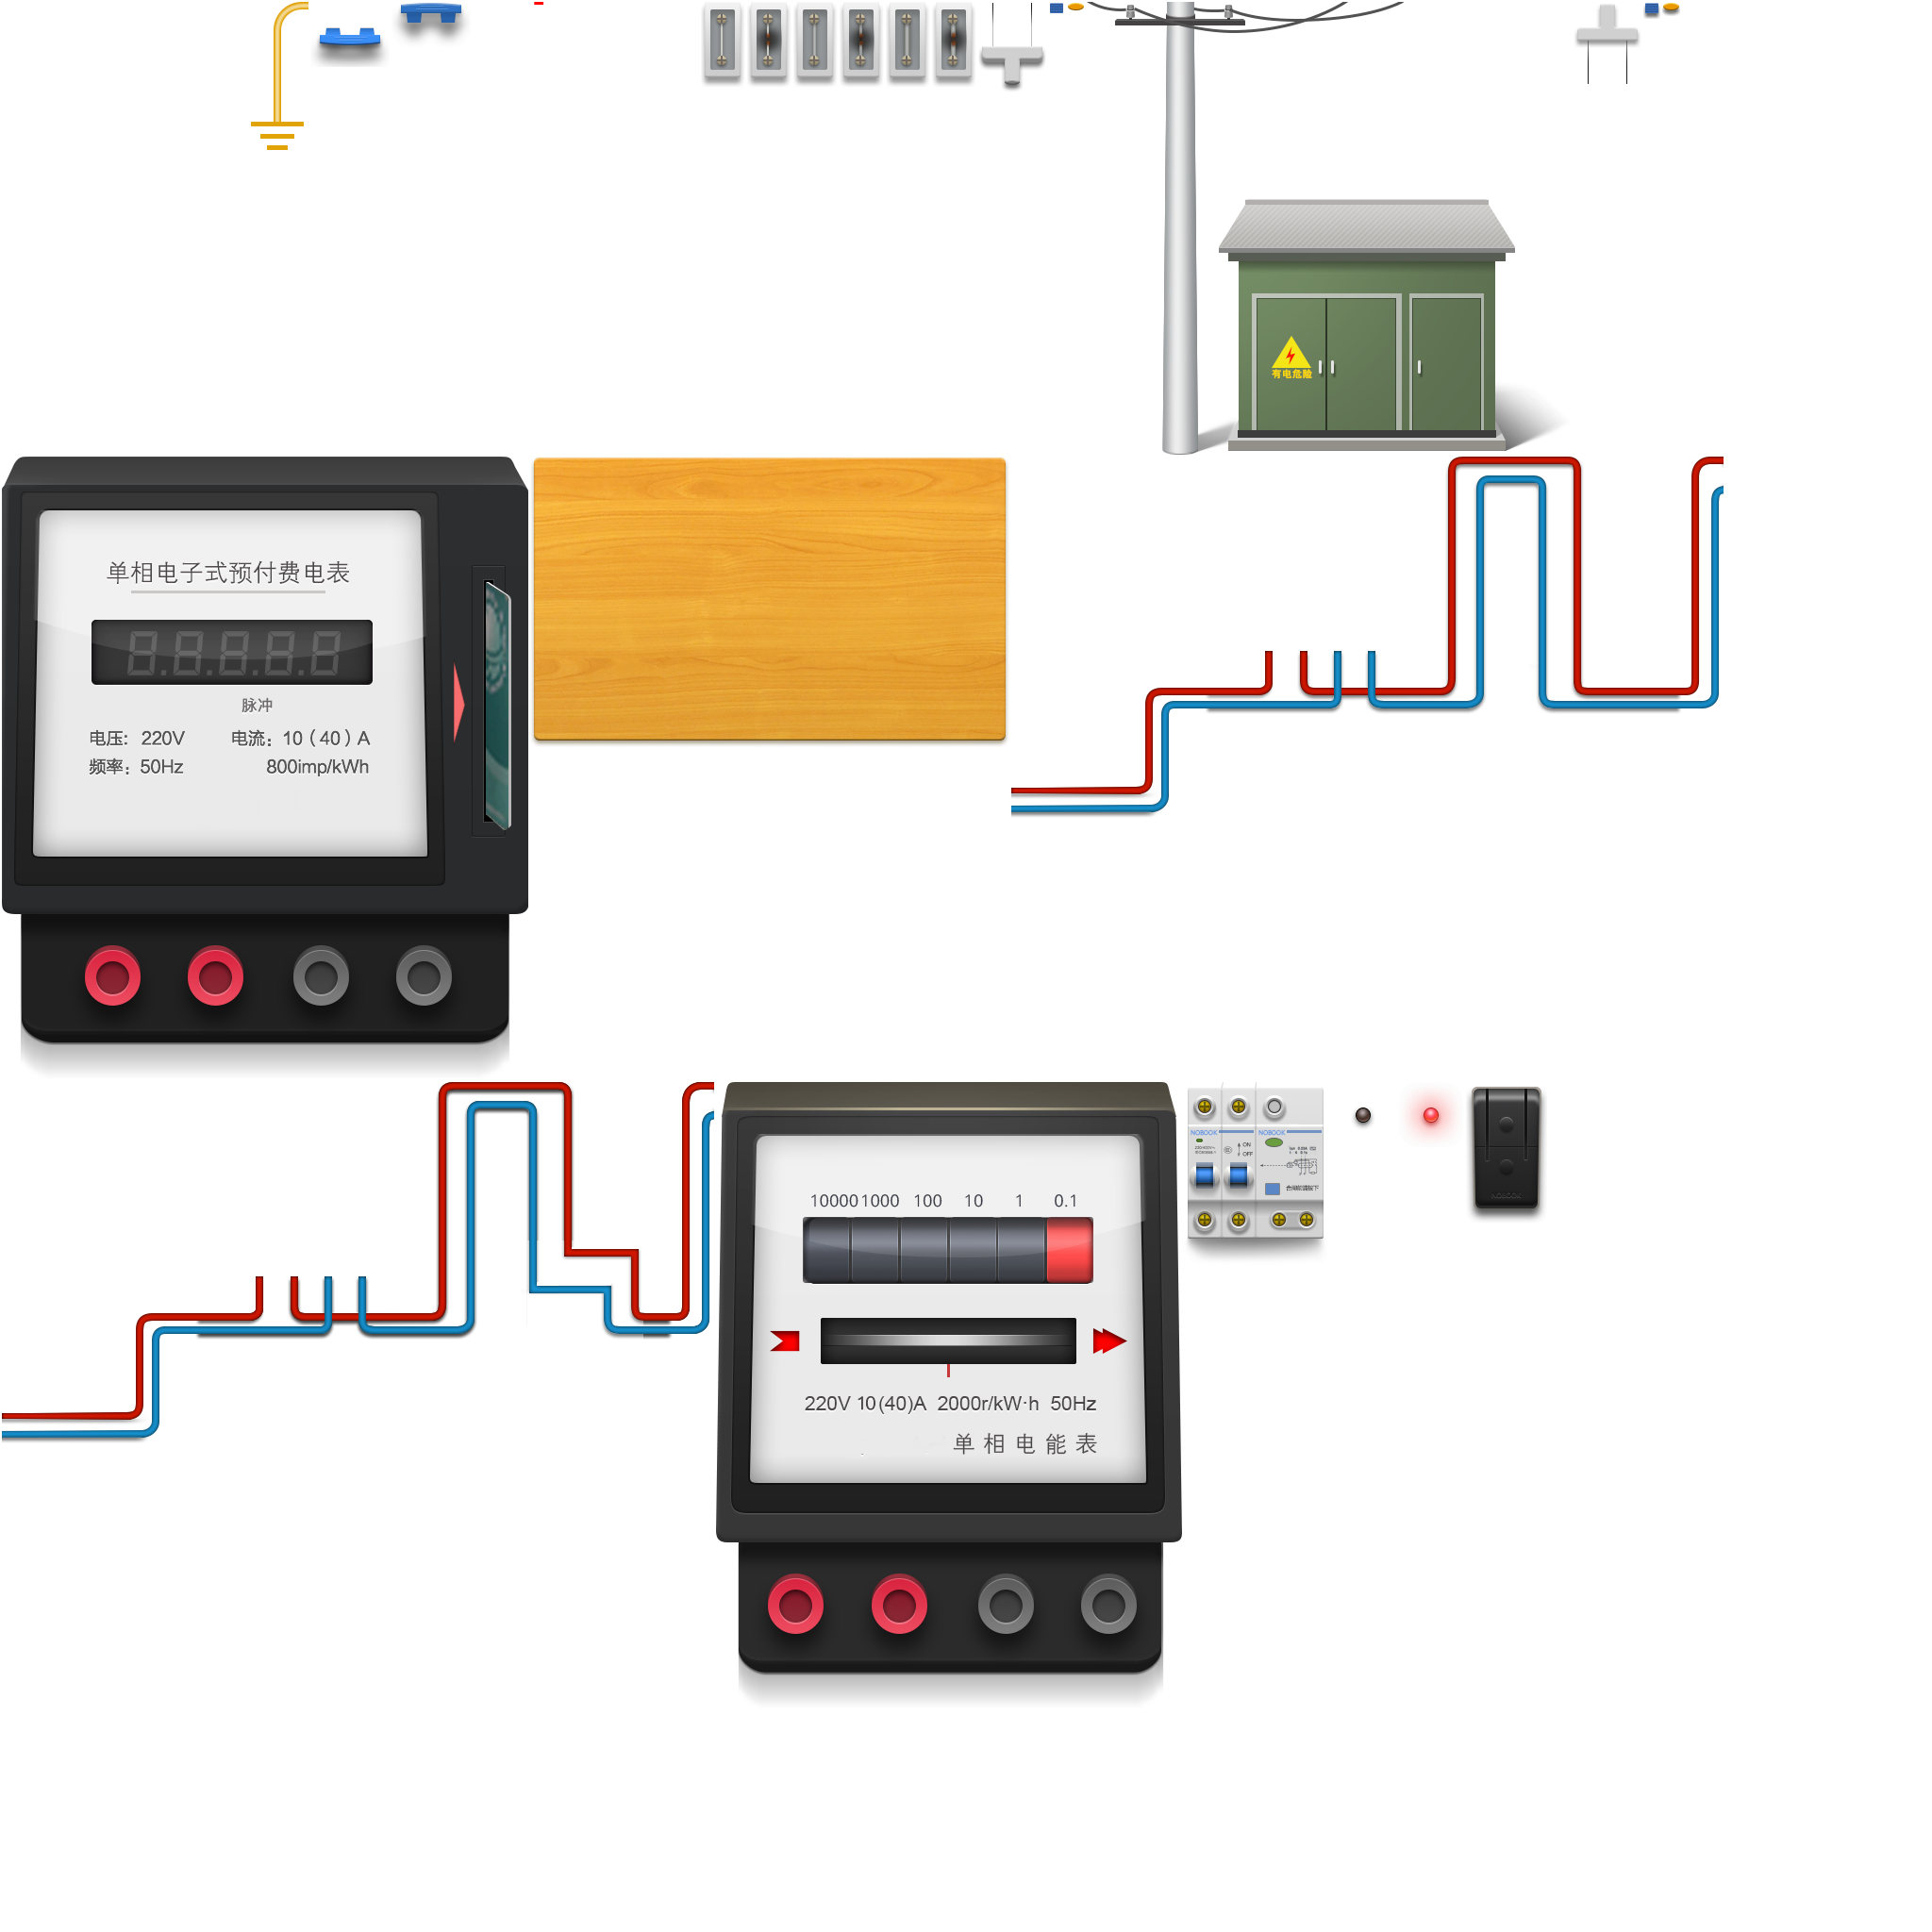 有电危险
单相电子式预付费电表
8.8.8.8.8
脉冲
电压: 220V 电流: 10(40)A
频率: 50Hz 800imp/kWh
10000 1000 100 10 1 0.1
220V 10(40)A 2000r/kW·h 50Hz
单相电能表
NOBOOK NOBOOK
ON
OFF
NOBOOK